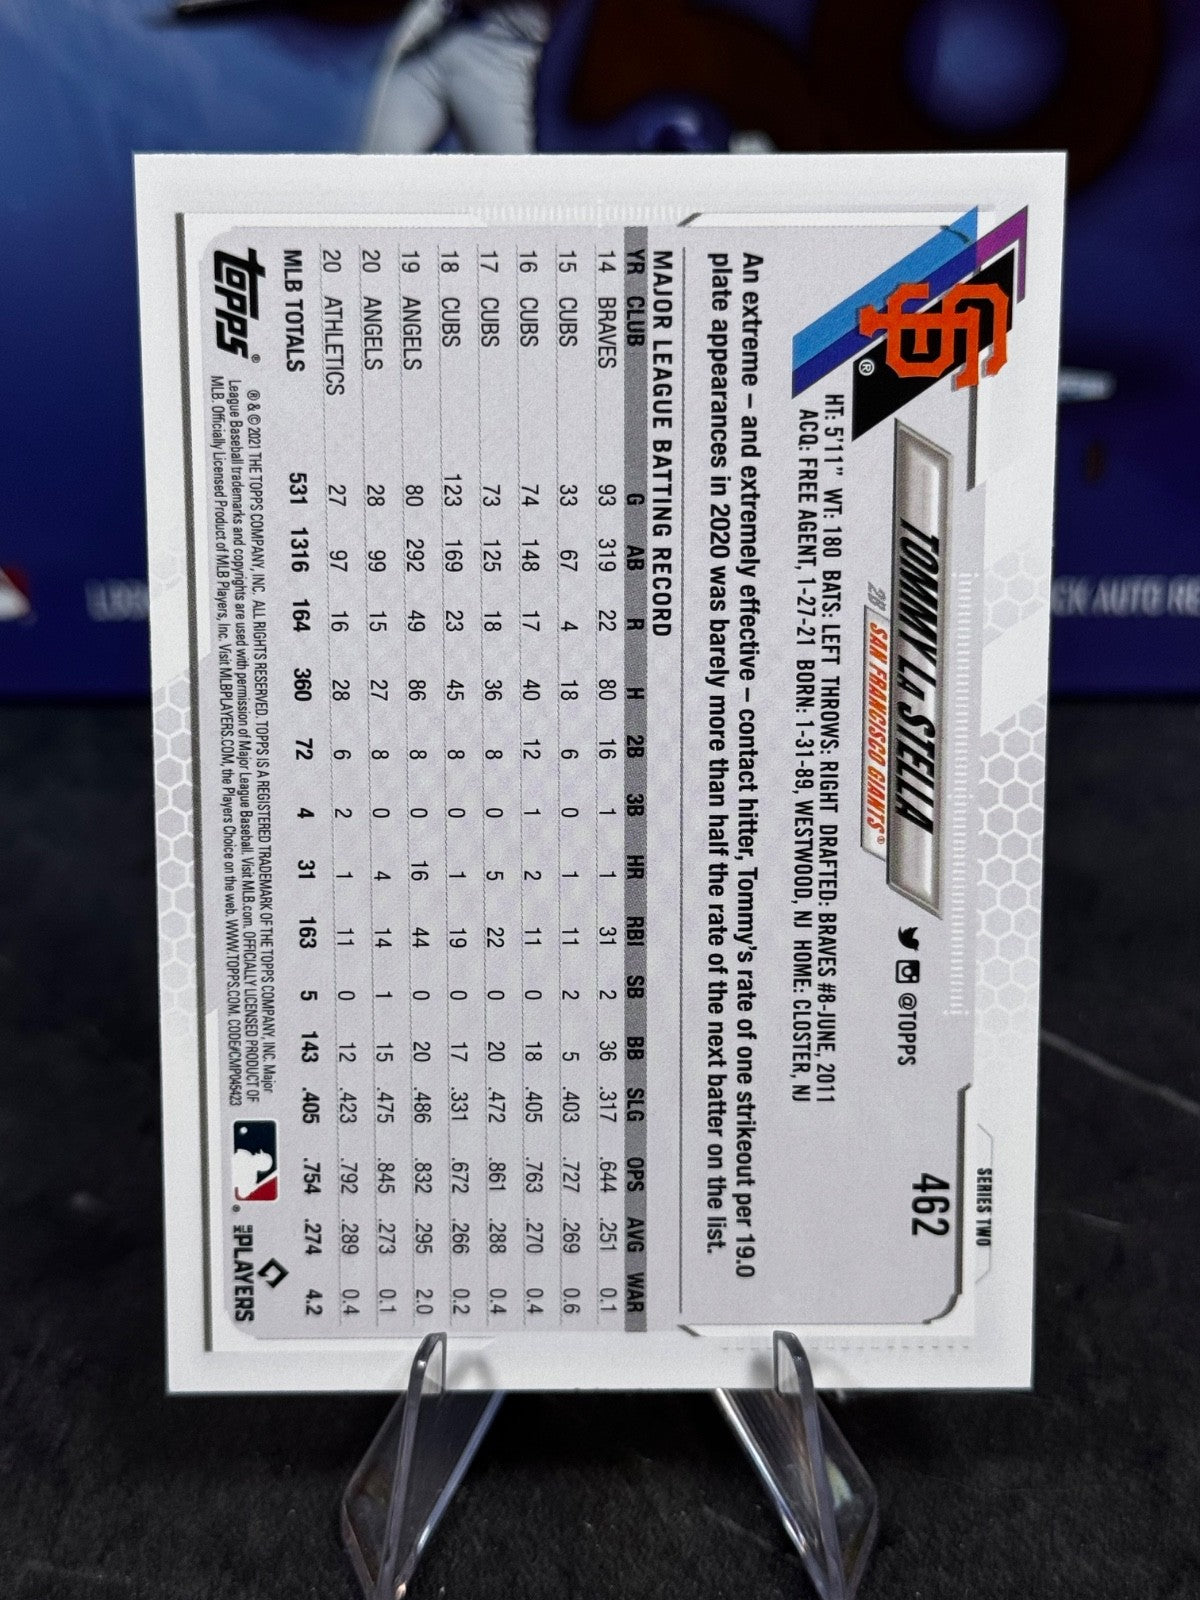 SERIES TWO
462
TOMMY LA STELLA
@TOPPS
2B SAN FRANCISCO GIANTS®
SF
®
HT: 5'11" WT: 180 BATS: LEFT THROWS: RIGHT DRAFTED: BRAVES #8-JUNE, 2011
ACQ: FREE AGENT, 1-27-21 BORN: 1-31-89, WESTWOOD, NJ HOME: CLOSTER, NJ
An extreme – and extremely effective – contact hitter, Tommy's rate of one strikeout per 19.0
plate appearances in 2020 was barely more than half the rate of the next batter on the list.
MAJOR LEAGUE BATTING RECORD
YR CLUB G AB R H 2B 3B HR RBI SB BB SLG OPS AVG WAR
14 BRAVES 93 319 22 80 16 1 1 31 2 36 .317 .644 .251 0.1
15 CUBS 33 67 4 18 6 0 1 11 2 5 .403 .727 .269 0.6
16 CUBS 74 148 17 40 12 1 2 11 0 18 .405 .763 .270 0.4
17 CUBS 73 125 18 36 8 0 5 22 0 20 .472 .861 .288 0.4
18 CUBS 123 169 23 45 8 0 1 19 0 17 .331 .672 .266 0.2
19 ANGELS 80 292 49 86 8 0 16 44 0 20 .486 .832 .295 2.0
20 ANGELS 28 99 15 27 8 0 4 14 1 15 .475 .845 .273 0.1
20 ATHLETICS 27 97 16 28 6 2 1 11 0 12 .423 .792 .289 0.4
MLB TOTALS 531 1316 164 360 72 4 31 163 5 143 .405 .754 .274 4.2
topps®
® & © 2021 THE TOPPS COMPANY, INC. ALL RIGHTS RESERVED. TOPPS IS A REGISTERED TRADEMARK OF THE TOPPS COMPANY, INC. Major
League Baseball trademarks and copyrights are used with permission of Major League Baseball. Visit MLB.com. OFFICIALLY LICENSED PRODUCT OF
MLB. Officially Licensed Product of MLB Players, Inc. Visit MLBPLAYERS.COM, the Players Choice on the web. WWW.TOPPS.COM. CODE#CMP045423
PLAYERS
CK AUTO RE